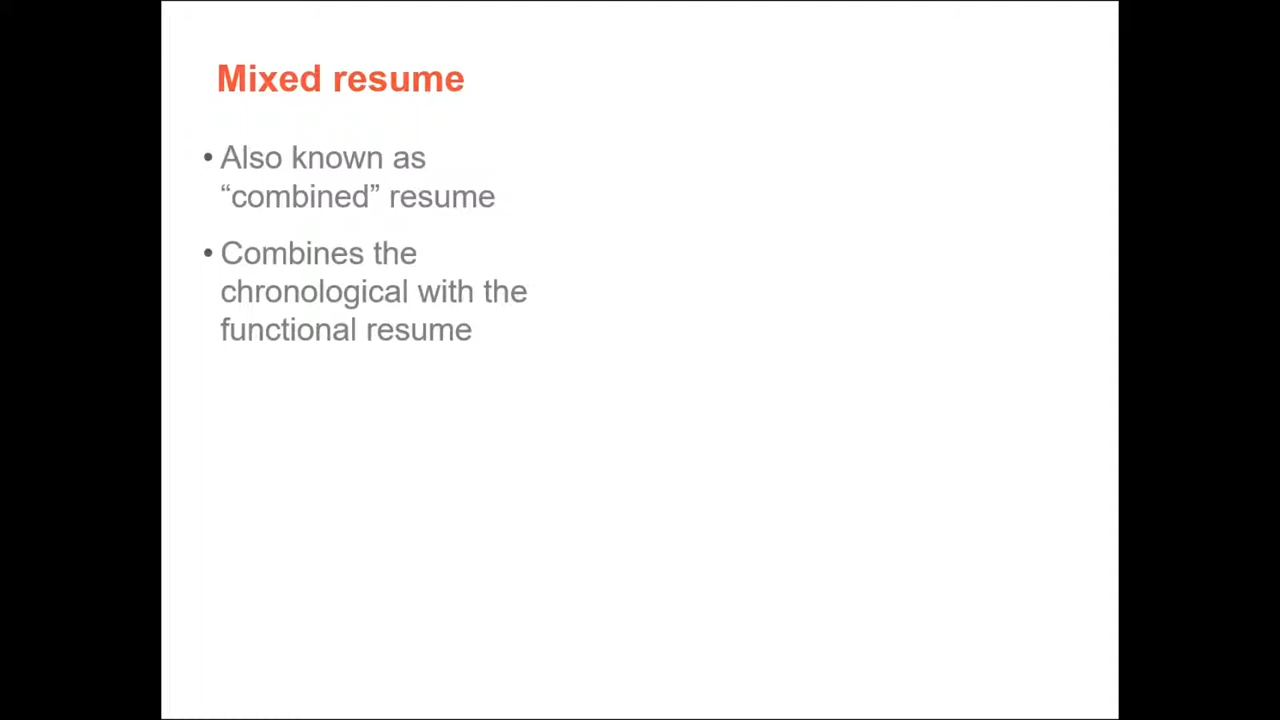 Mixed resume
• Also known as
“combined” resume
• Combines the
chronological with the
functional resume